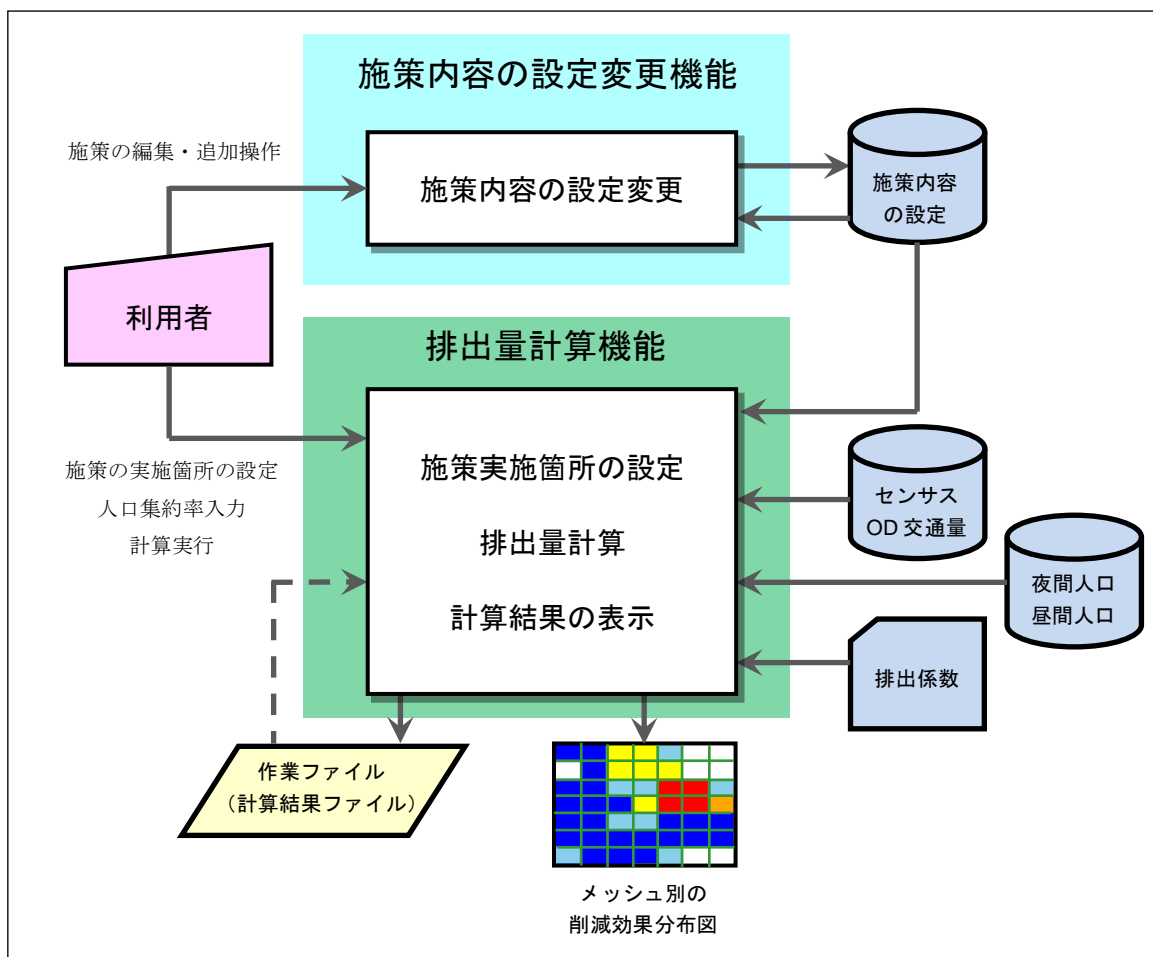 施策内容の設定変更機能
施策の編集・追加操作
施策内容の設定変更
施策内容
の設定
利用者
排出量計算機能
施策の実施箇所の設定
人口集約率入力
計算実行
施策実施箇所の設定
排出量計算
計算結果の表示
センサス
OD 交通量
夜間人口
昼間人口
排出係数
作業ファイル
（計算結果ファイル）
メッシュ別の
削減効果分布図